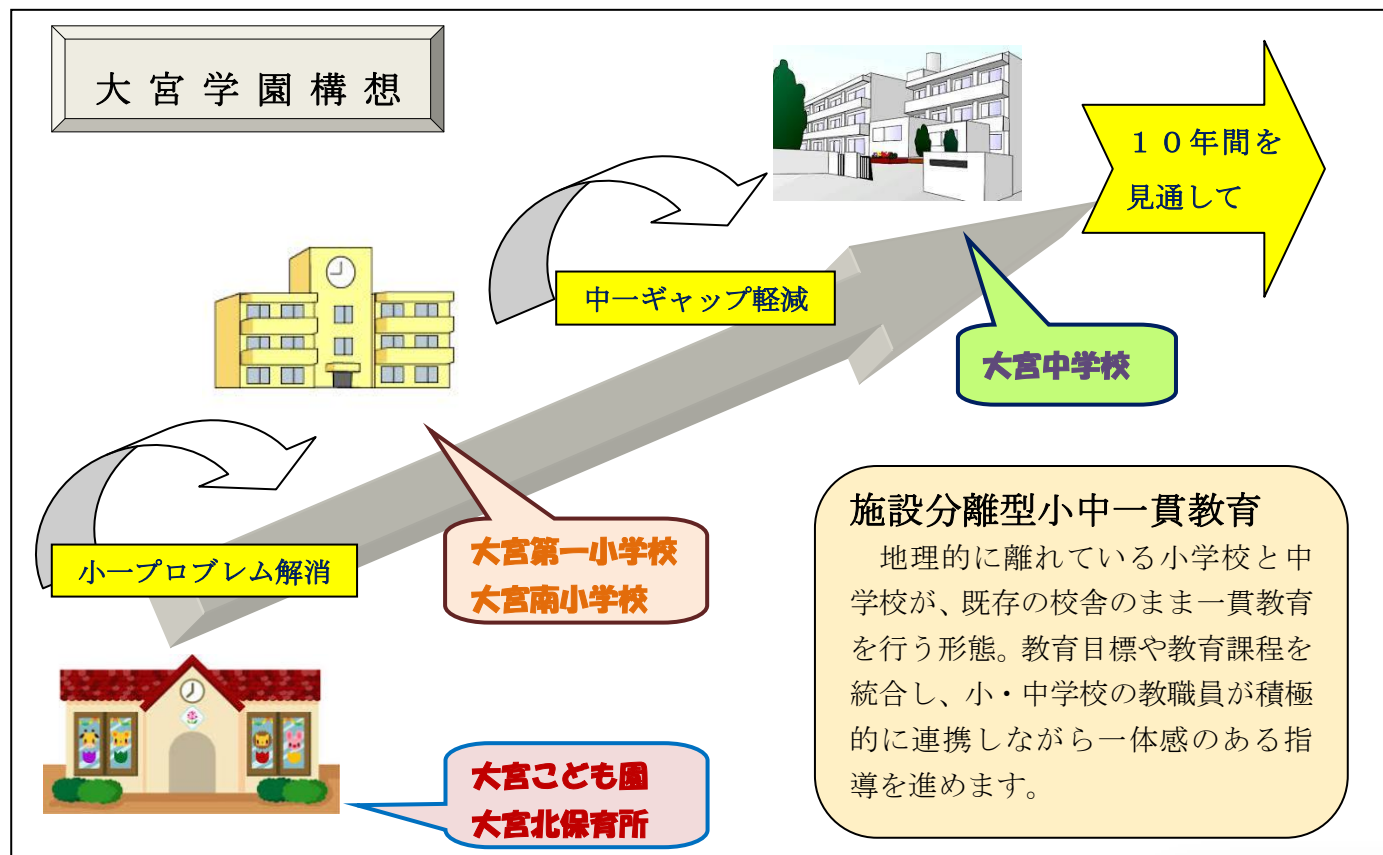 大宮学園構想
１０年間を
見通して
中一ギャップ軽減
大宮中学校
小一プロブレム解消
大宮第一小学校
大宮南小学校
大宮こども園
大宮北保育所
施設分離型小中一貫教育
　地理的に離れている小学校と中
学校が、既存の校舎のまま一貫教育
を行う形態。教育目標や教育課程を
統合し、小・中学校の教職員が積極
的に連携しながら一体感のある指
導を進めます。